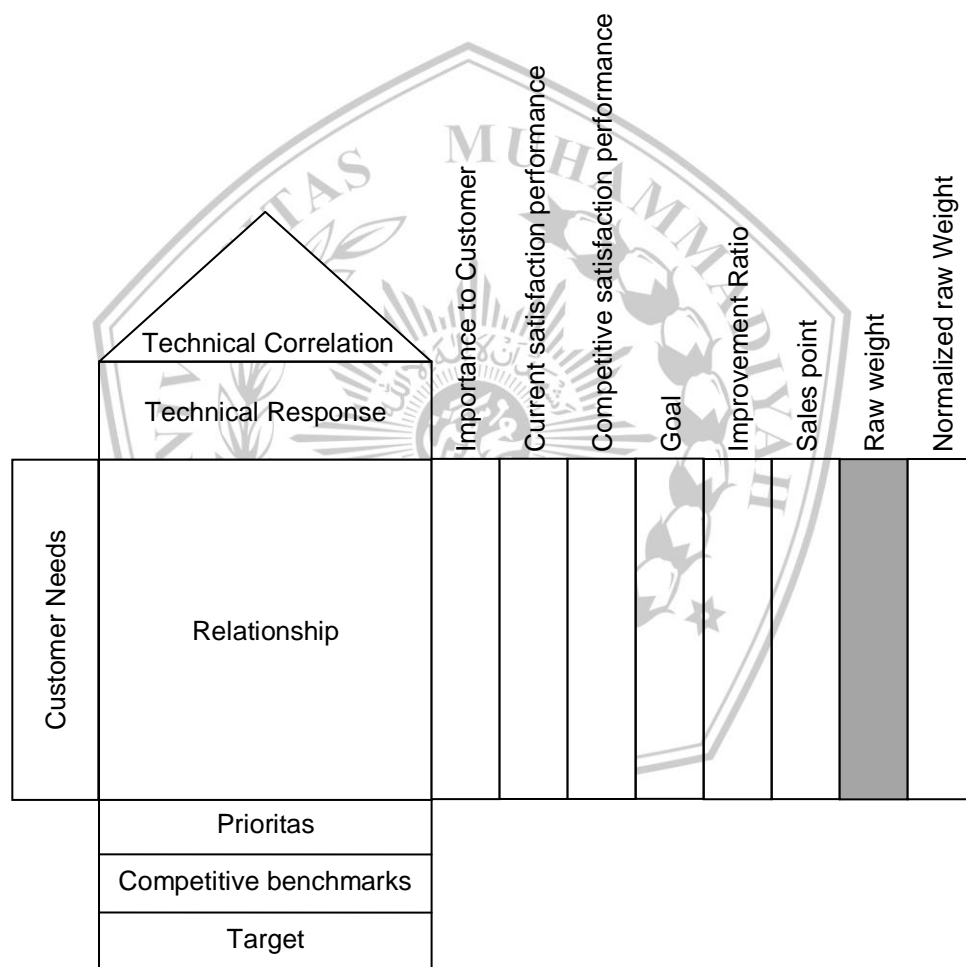 MUHAMMADIYAH
Importance to Customer
Current satisfaction performance
Competitive satisfaction performance
Goal
Improvement Ratio
Sales point
Raw weight
Normalized raw Weight
Technical Correlation
Technical Response
Customer Needs
Relationship
Prioritas
Competitive benchmarks
Target